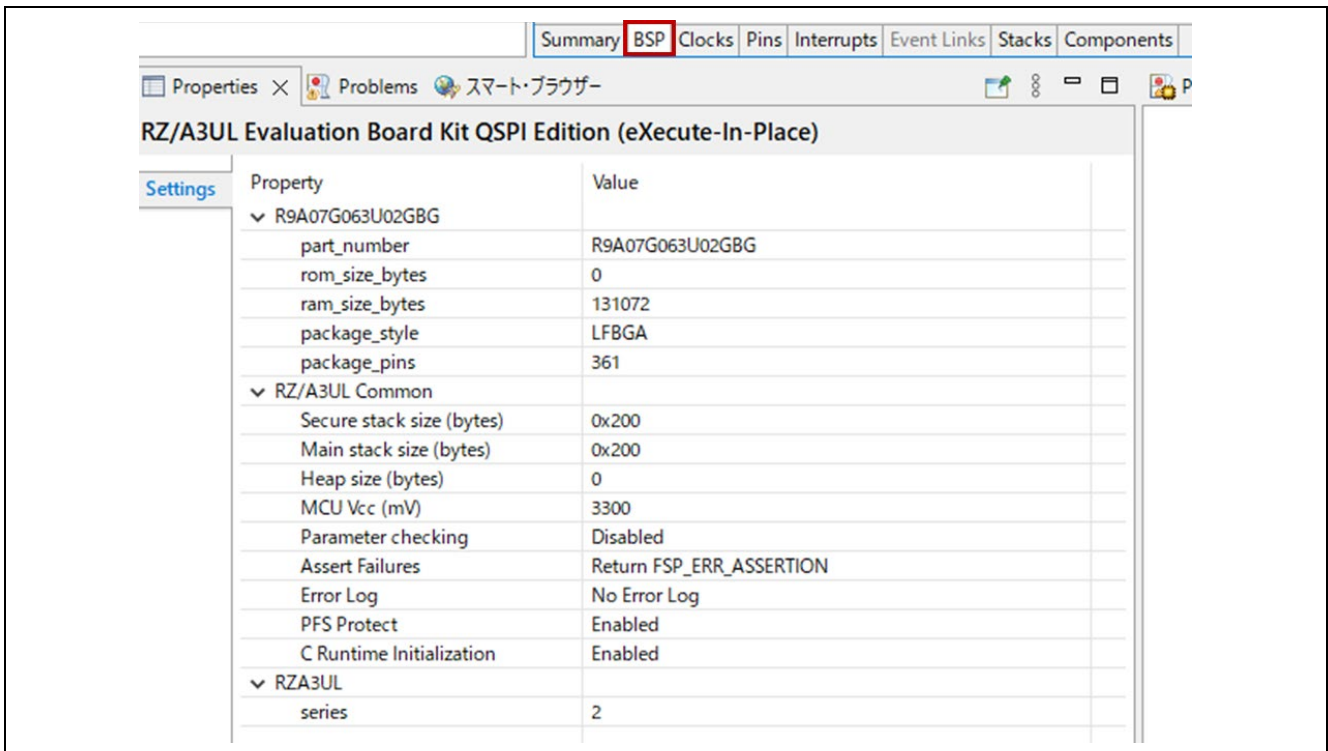 Summary BSP Clocks Pins Interrupts Event Links Stacks Components
Properties Problems スマート・ブラウザー P
RZ/A3UL Evaluation Board Kit QSPI Edition (eXecute-In-Place)
Settings Property Value
R9A07G063U02GBG
part_number R9A07G063U02GBG
rom_size_bytes 0
ram_size_bytes 131072
package_style LFBGA
package_pins 361
RZ/A3UL Common
Secure stack size (bytes) 0x200
Main stack size (bytes) 0x200
Heap size (bytes) 0
MCU Vcc (mV) 3300
Parameter checking Disabled
Assert Failures Return FSP_ERR_ASSERTION
Error Log No Error Log
PFS Protect Enabled
C Runtime Initialization Enabled
RZA3UL
series 2